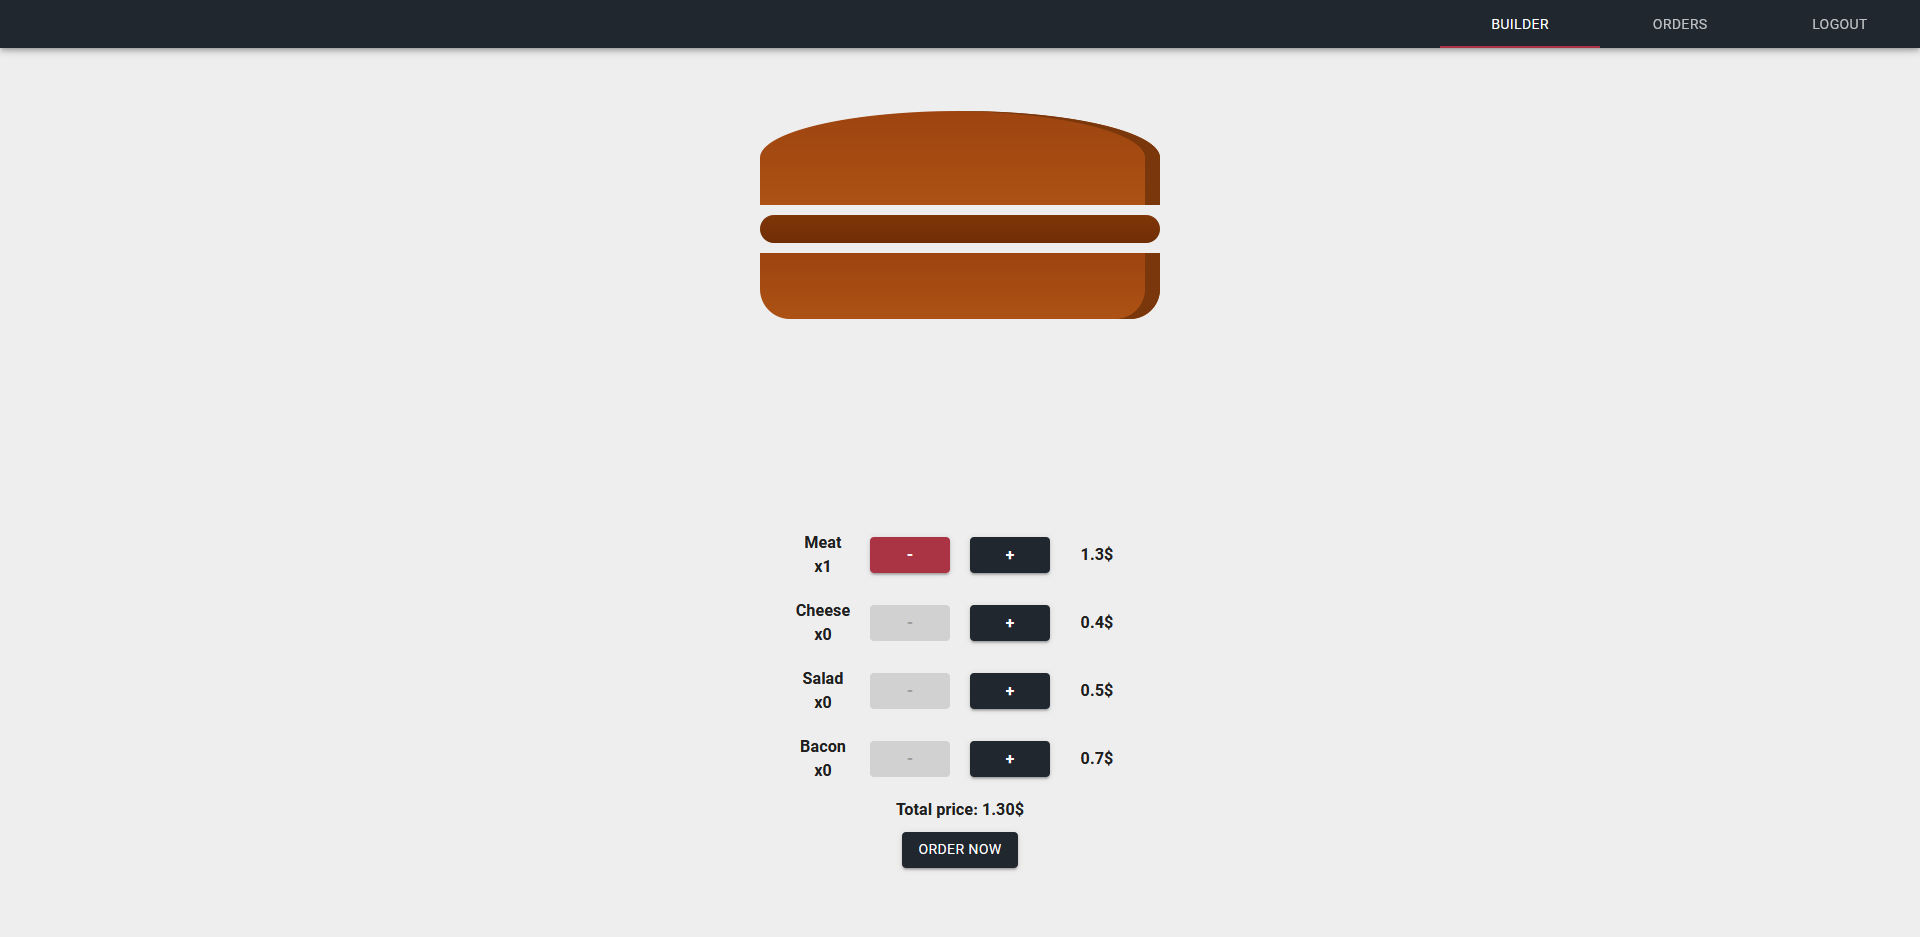 BUILDER ORDERS LOGOUT
Meat
x1
- + 1.3$
Cheese
x0
- + 0.4$
Salad
x0
- + 0.5$
Bacon
x0
- + 0.7$
Total price: 1.30$
ORDER NOW